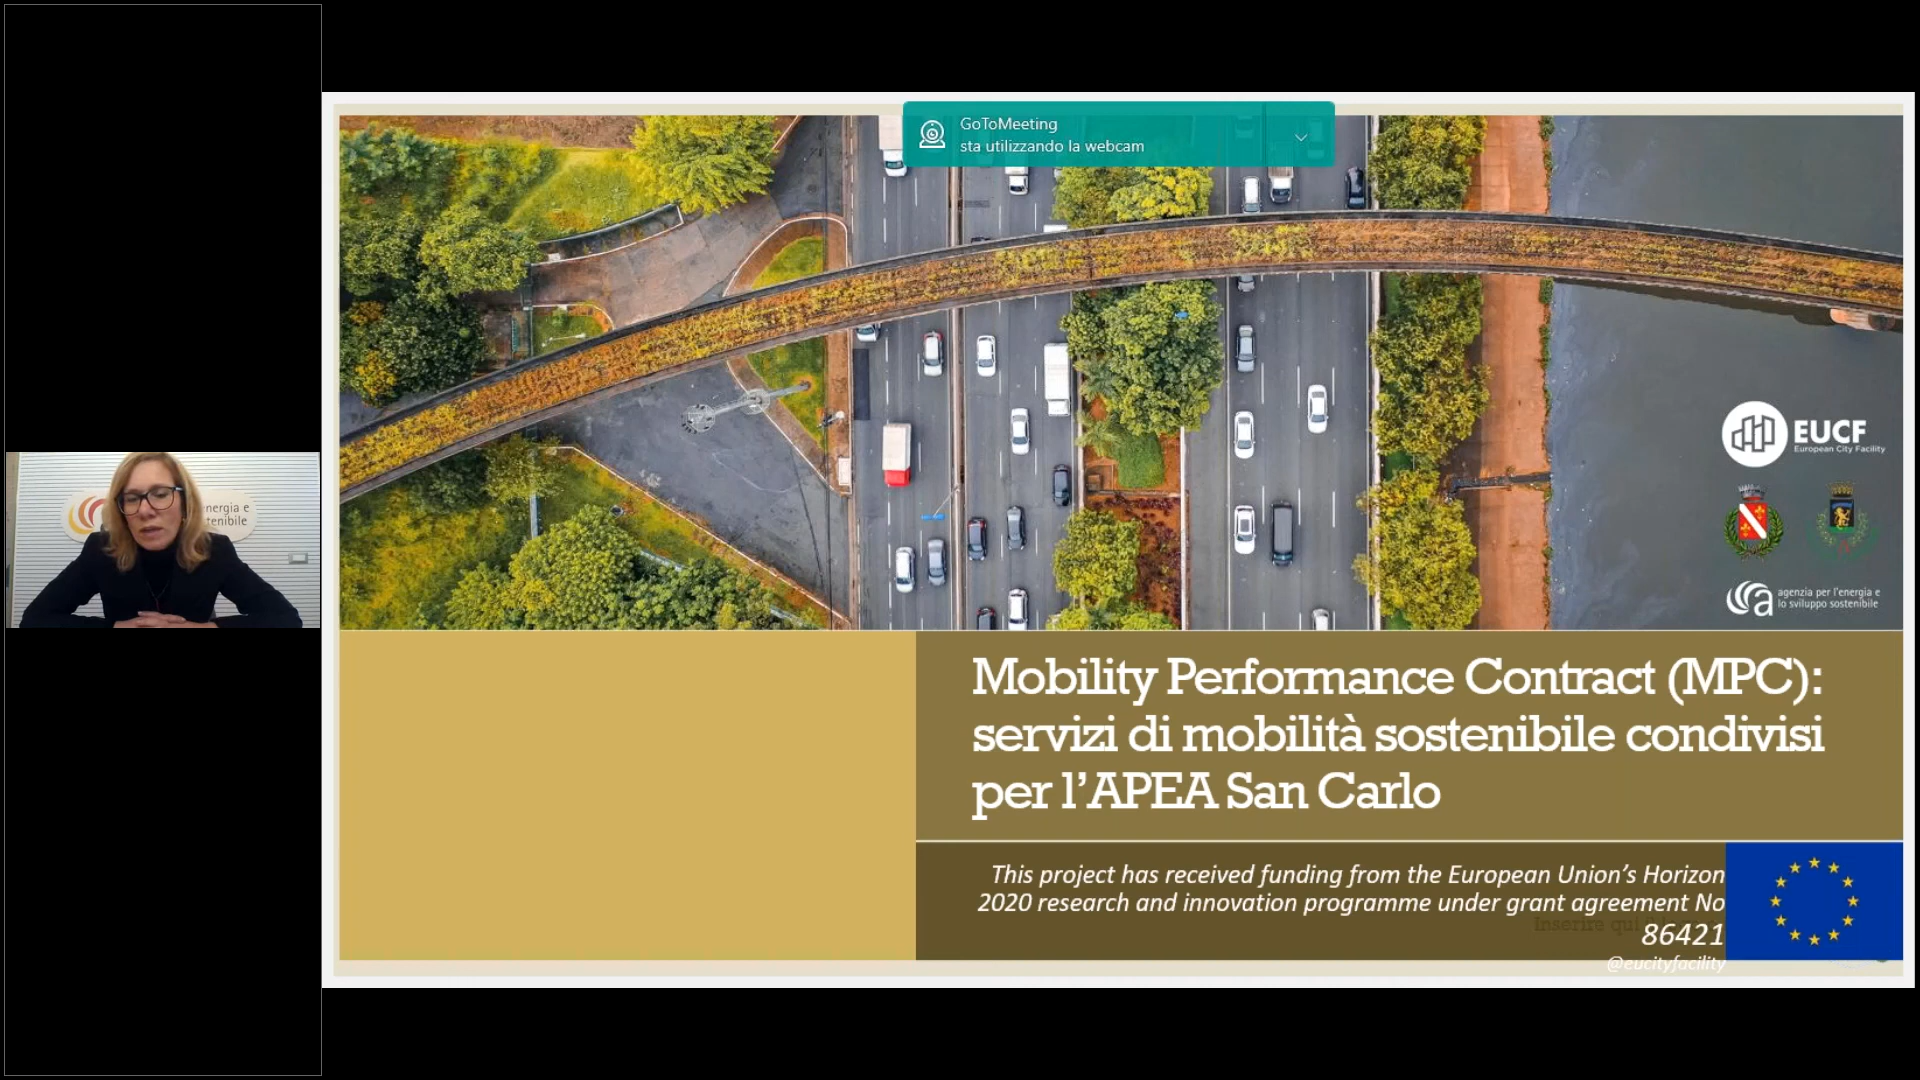 GoToMeeting
sta utilizzando la webcam
nergia e
tenibile
EUCF
European City Facility
agenzia per l'energia e
lo sviluppo sostenibile
Mobility Performance Contract (MPC):
servizi di mobilità sostenibile condivisi
per l'APEA San Carlo
This project has received funding from the European Union's Horizon
2020 research and innovation programme under grant agreement No
Inserire qui
86421
@eucityfacility